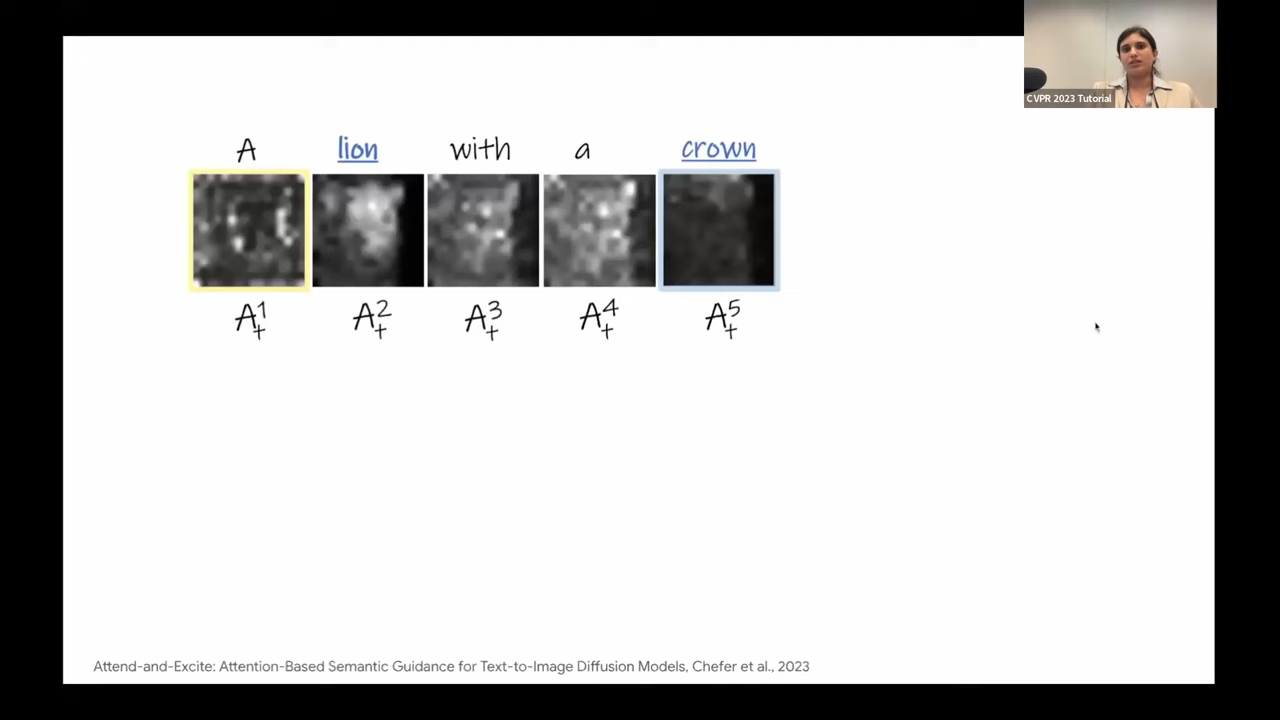 CVPR 2023 Tutorial
A lion with a crown
A¹₊ A²₊ A³₊ A⁴₊ A⁵₊
Attend-and-Excite: Attention-Based Semantic Guidance for Text-to-Image Diffusion Models, Chefer et al., 2023